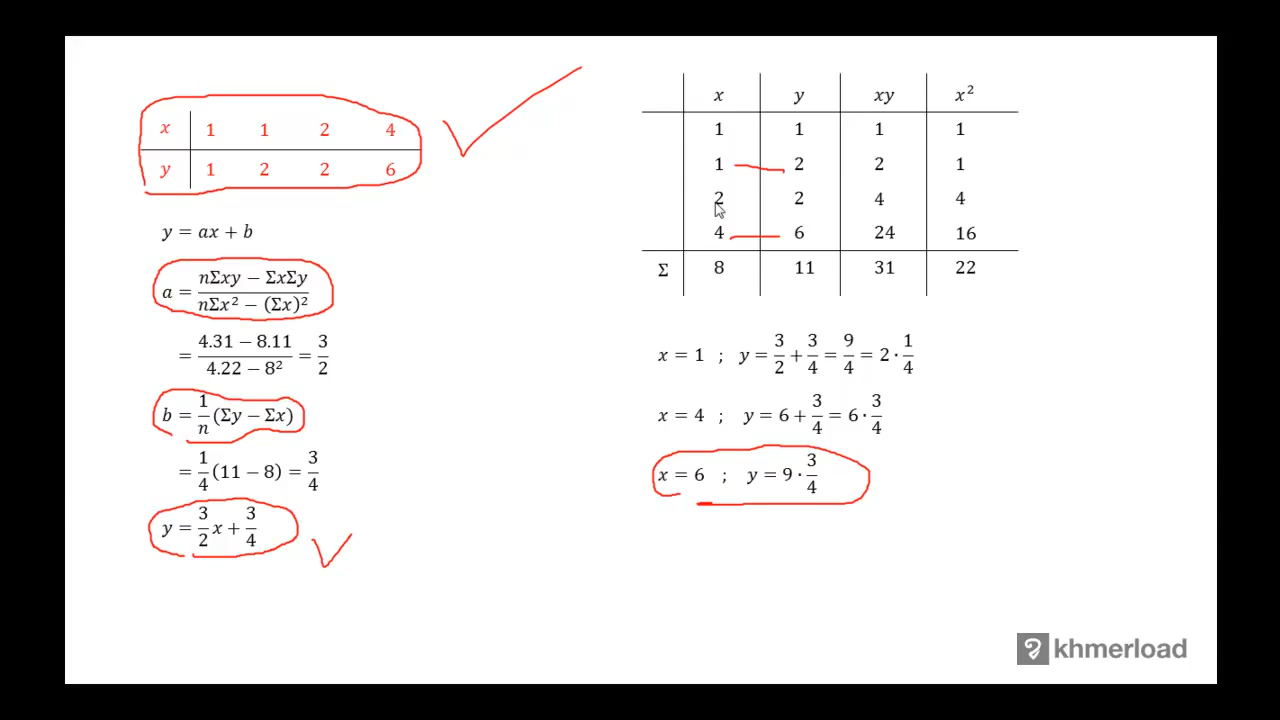 x 1 1 2 4
y 1 2 2 6
y = ax + b
a = (nΣxy − ΣxΣy)/(nΣx² − (Σx)²)
= (4.31 − 8.11)/(4.22 − 8²) = 3/2
b = 1/n (Σy − Σx)
= 1/4 (11 − 8) = 3/4
y = 3/2 x + 3/4
x y xy x²
1 1 1 1
1 2 2 1
2 2 4 4
4 6 24 16
Σ 8 11 31 22
x = 1 ; y = 3/2 + 3/4 = 9/4 = 2 · 1/4
x = 4 ; y = 6 + 3/4 = 6 · 3/4
x = 6 ; y = 9 · 3/4
khmerload